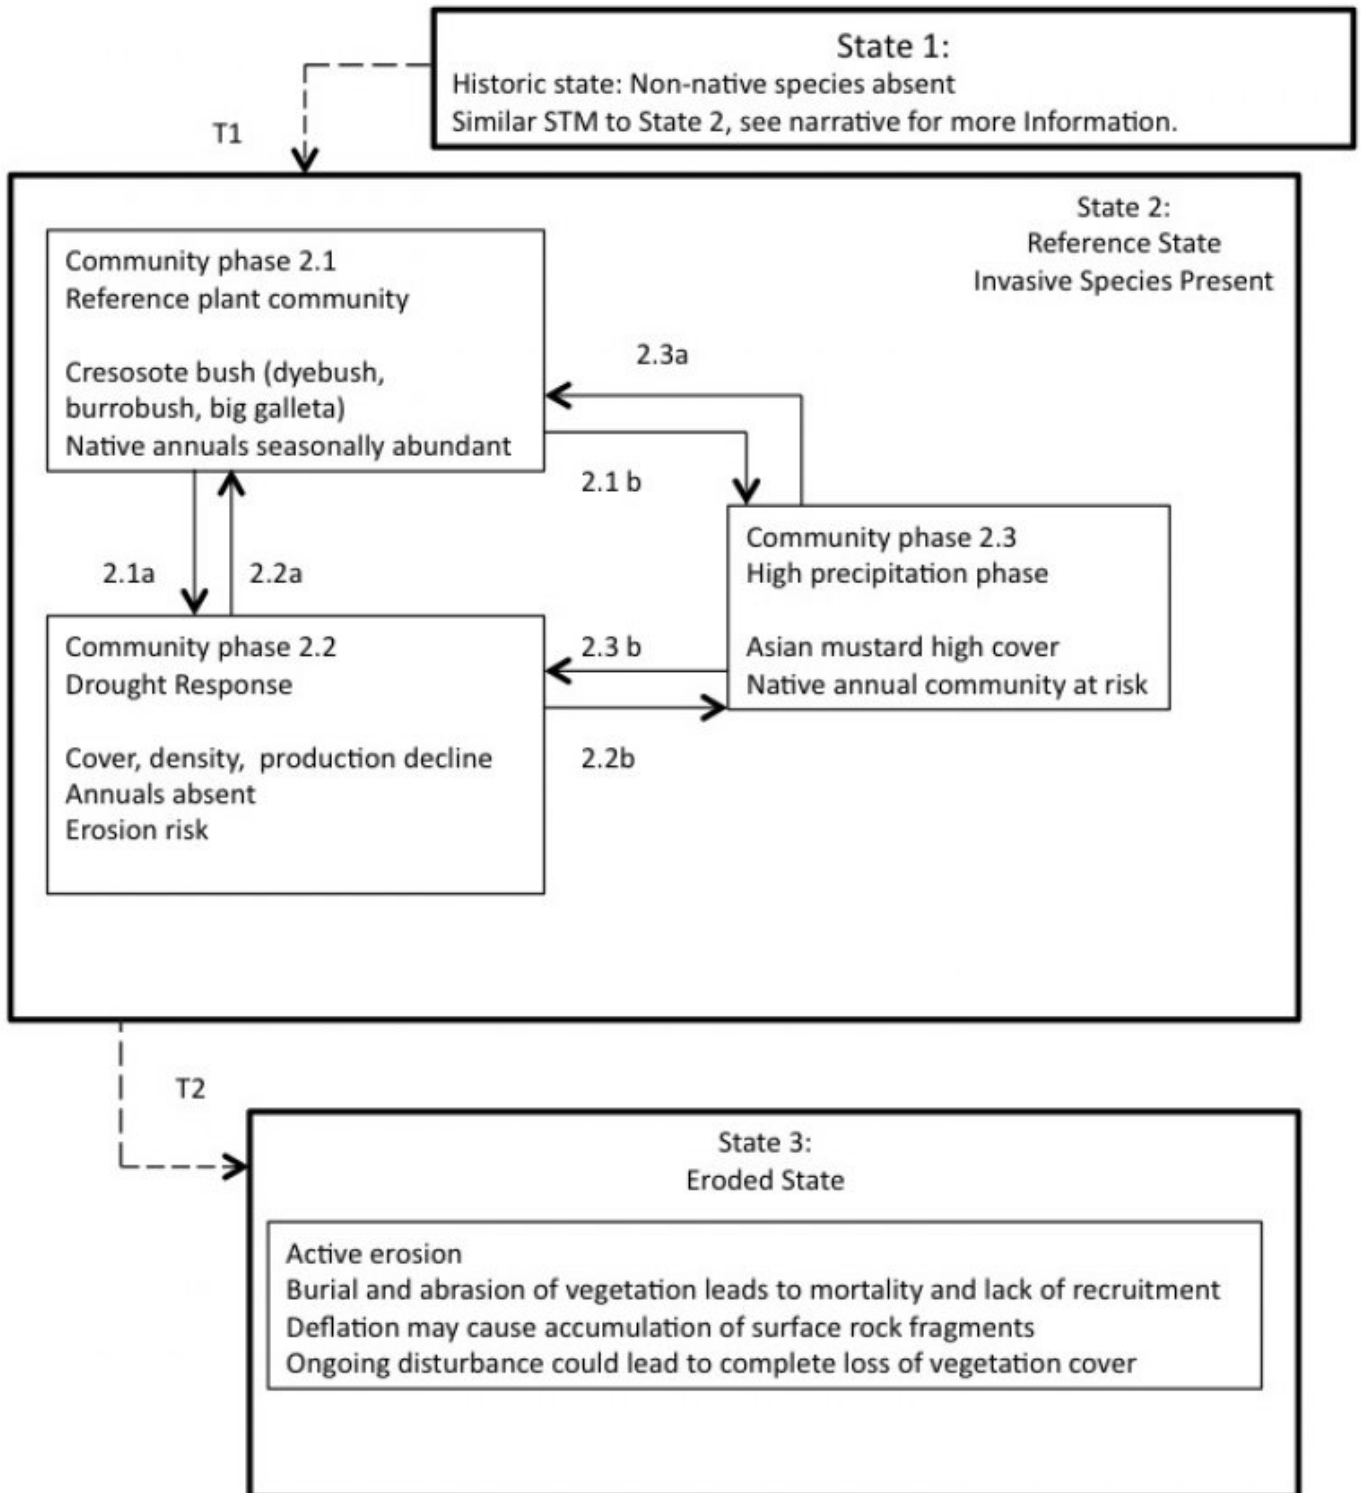 State 1:
Historic state: Non-native species absent
Similar STM to State 2, see narrative for more Information.
T1
State 2:
Reference State
Invasive Species Present
Community phase 2.1
Reference plant community
Cresosote bush (dyebush,
burrobush, big galleta)
Native annuals seasonally abundant
2.3a
2.1 b
2.1a
2.2a
Community phase 2.3
High precipitation phase
Asian mustard high cover
Native annual community at risk
Community phase 2.2
Drought Response
Cover, density, production decline
Annuals absent
Erosion risk
2.3 b
2.2b
T2
State 3:
Eroded State
Active erosion
Burial and abrasion of vegetation leads to mortality and lack of recruitment
Deflation may cause accumulation of surface rock fragments
Ongoing disturbance could lead to complete loss of vegetation cover